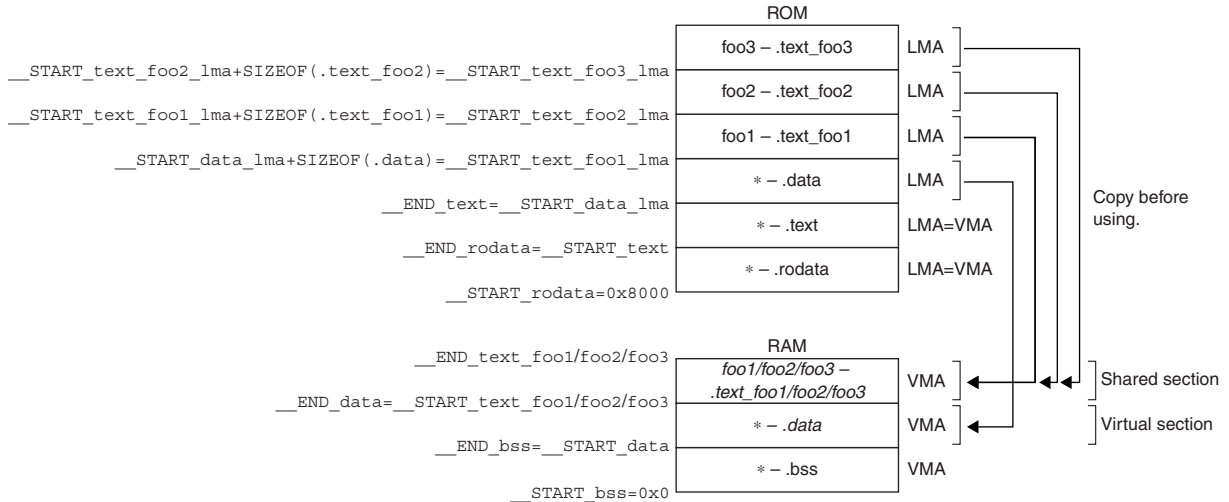 ROM
foo3 – .text_foo3 LMA
__START_text_foo2_lma+SIZEOF(.text_foo2)=__START_text_foo3_lma
foo2 – .text_foo2 LMA
__START_text_foo1_lma+SIZEOF(.text_foo1)=__START_text_foo2_lma
foo1 – .text_foo1 LMA
__START_data_lma+SIZEOF(.data)=__START_text_foo1_lma
* – .data LMA
Copy before
using.
__END_text=__START_data_lma
* – .text LMA=VMA
__END_rodata=__START_text
* – .rodata LMA=VMA
__START_rodata=0x8000
RAM
__END_text_foo1/foo2/foo3
foo1/foo2/foo3 –
.text_foo1/foo2/foo3
VMA
Shared section
__END_data=__START_text_foo1/foo2/foo3
* – .data VMA
Virtual section
__END_bss=__START_data
* – .bss VMA
__START_bss=0x0